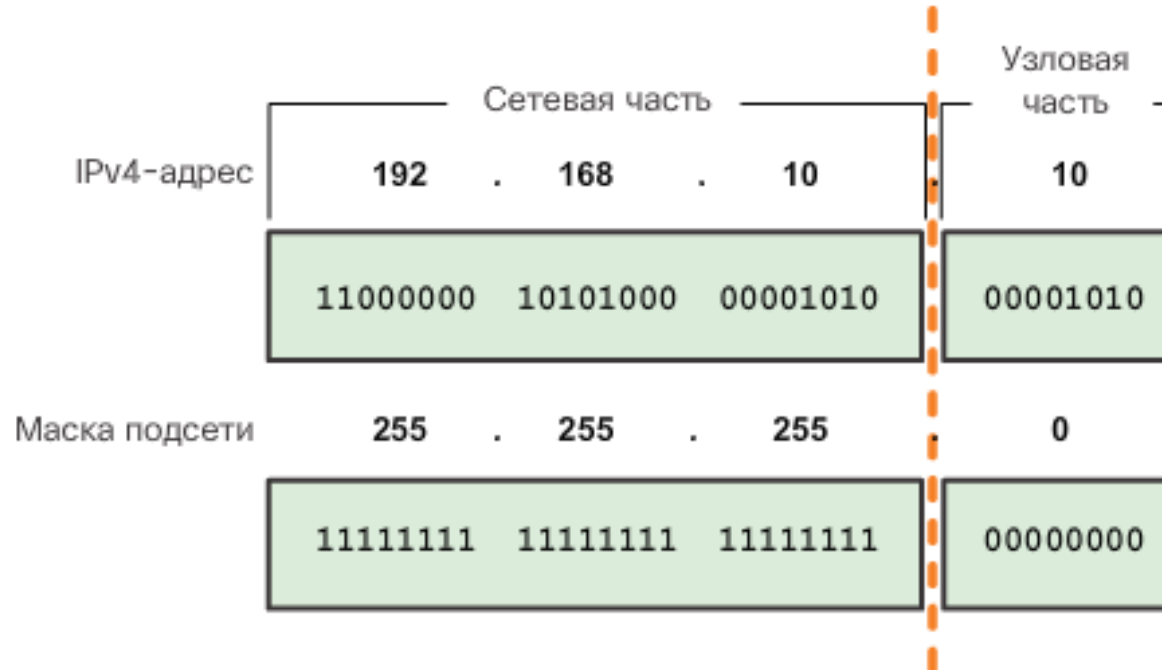 Узловая
часть
Сетевая часть
IPv4-адрес 192 . 168 . 10 . 10
11000000 10101000 00001010 00001010
Маска подсети 255 . 255 . 255 . 0
11111111 11111111 11111111 00000000